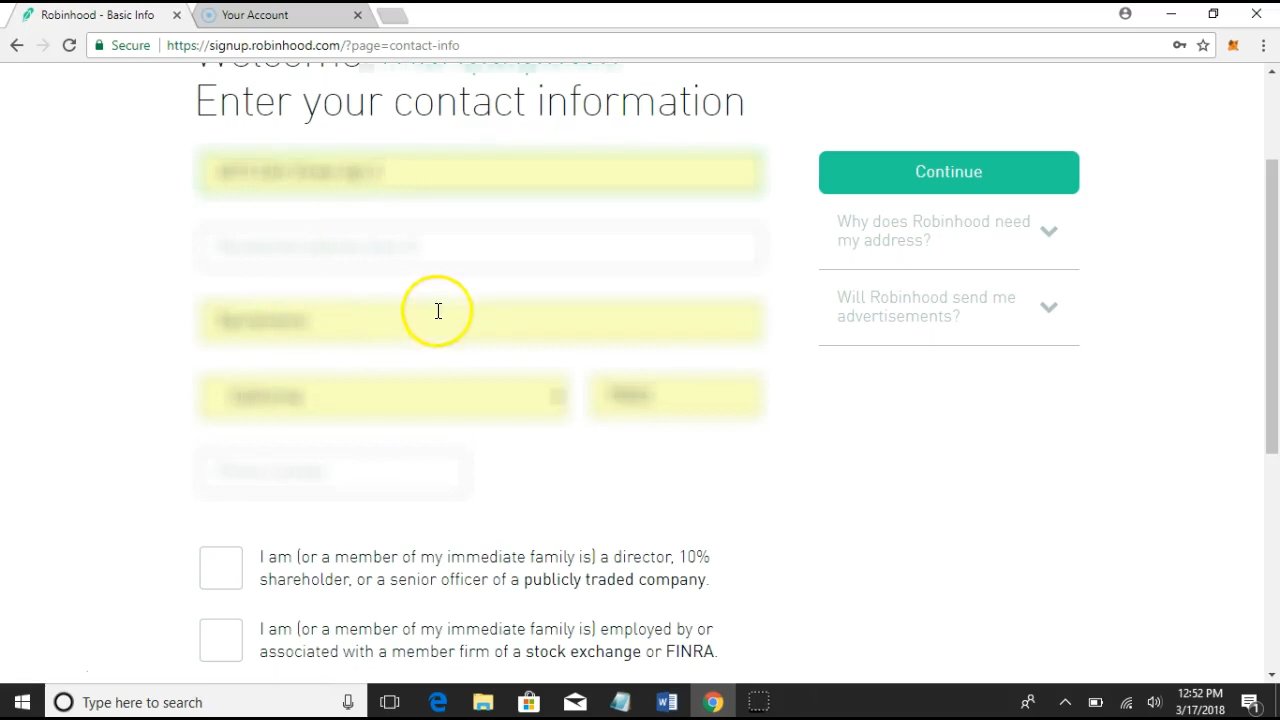 Robinhood - Basic Info
Your Account
Secure
https://signup.robinhood.com/?page=contact-info
Welcome
Enter your contact information
Continue
Why does Robinhood need
my address?
Will Robinhood send me
advertisements?
I am (or a member of my immediate family is) a director, 10%
shareholder, or a senior officer of a publicly traded company.
I am (or a member of my immediate family is) employed by or
associated with a member firm of a stock exchange or FINRA.
Type here to search
12:52 PM
3/17/2018
1